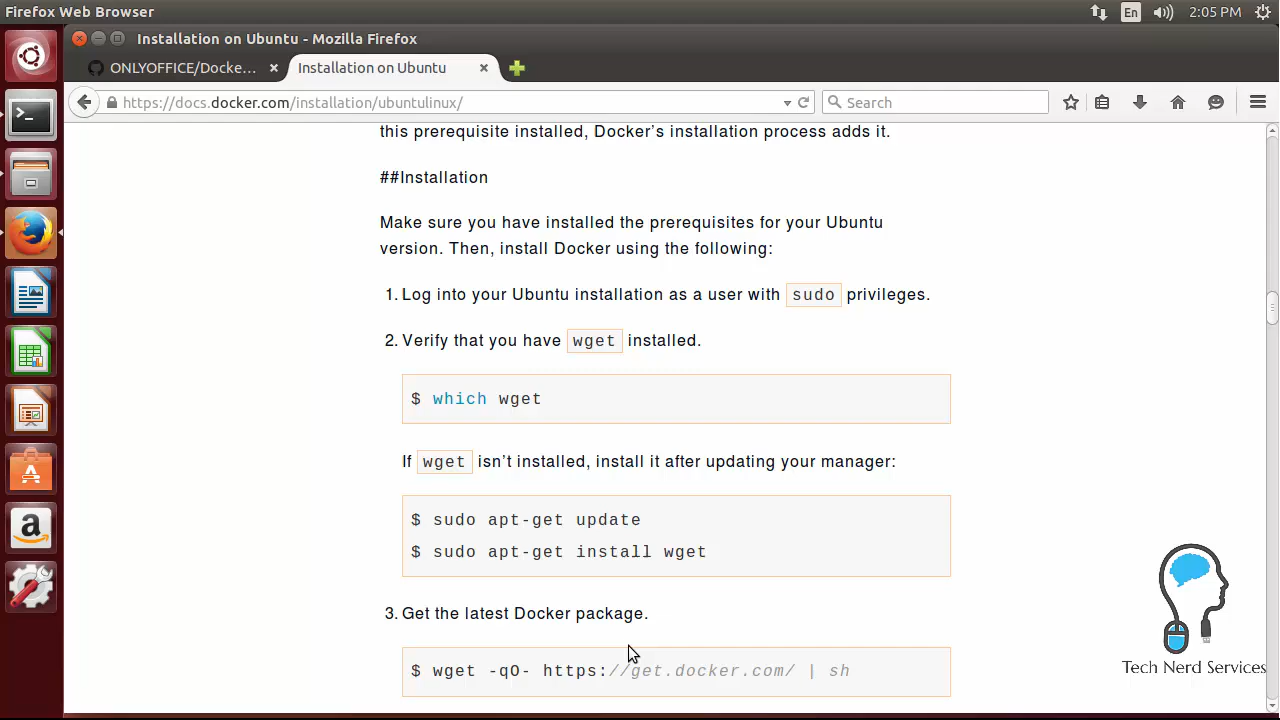 Firefox Web Browser
En
2:05 PM
Installation on Ubuntu - Mozilla Firefox
ONLYOFFICE/Docke...
Installation on Ubuntu
https://docs.docker.com/installation/ubuntulinux/
Search
this prerequisite installed, Docker’s installation process adds it.
##Installation
Make sure you have installed the prerequisites for your Ubuntu
version. Then, install Docker using the following:
1. Log into your Ubuntu installation as a user with sudo privileges.
2. Verify that you have wget installed.
$ which wget
If wget isn’t installed, install it after updating your manager:
$ sudo apt-get update
$ sudo apt-get install wget
3. Get the latest Docker package.
$ wget -qO- https://get.docker.com/ | sh
Tech Nerd Services